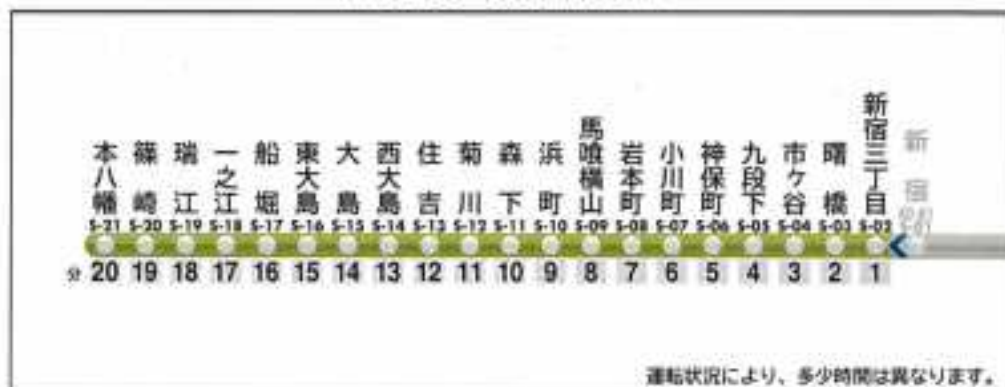 本八幡 篠崎 瑞江 一之江 船堀 東大島 大島 西大島 住吉 菊川 森下 浜町 馬喰横山 岩本町 小川町 神保町 九段下 市ヶ谷 曙橋 新宿三丁目 新宿
S-21 S-20 S-19 S-18 S-17 S-16 S-15 S-14 S-13 S-12 S-11 S-10 S-09 S-08 S-07 S-06 S-05 S-04 S-03 S-02
分 20 19 18 17 16 15 14 13 12 11 10 9 8 7 6 5 4 3 2 1
運転状況により、多少時間は異なります。